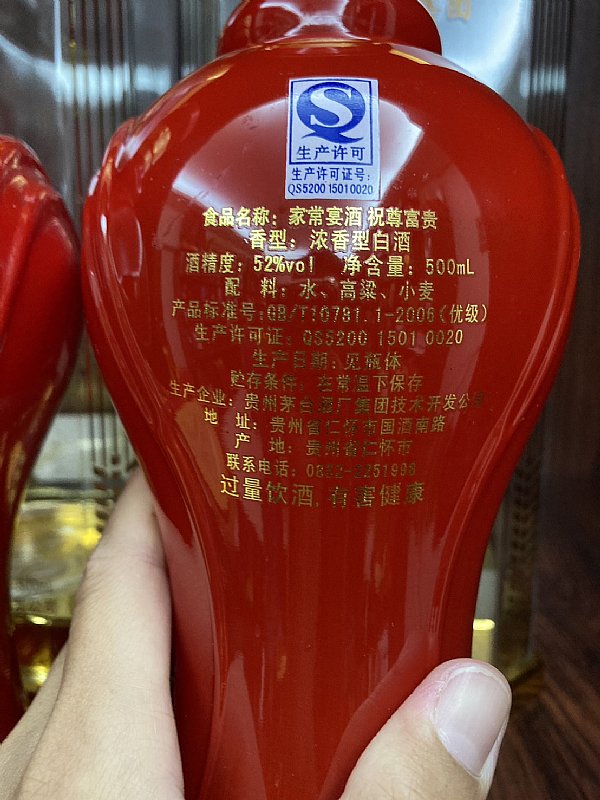 生产许可
生产许可证号:
QS5200 1501 0020
食品名称：家常宴酒 祝尊富贵
香型：浓香型白酒
酒精度：52%vol 净含量：500mL
配 料：水、高粱、小麦
产品标准号:GB/T10781.1-2006（优级）
生产许可证：QS5200 1501 0020
生产日期：见瓶体
贮存条件：在常温下保存
生产企业：贵州茅台酒厂集团技术开发公司
地 址：贵州省仁怀市国酒南路
产 地：贵州省仁怀市
联系电话：0852-2251998
过量饮酒,有害健康